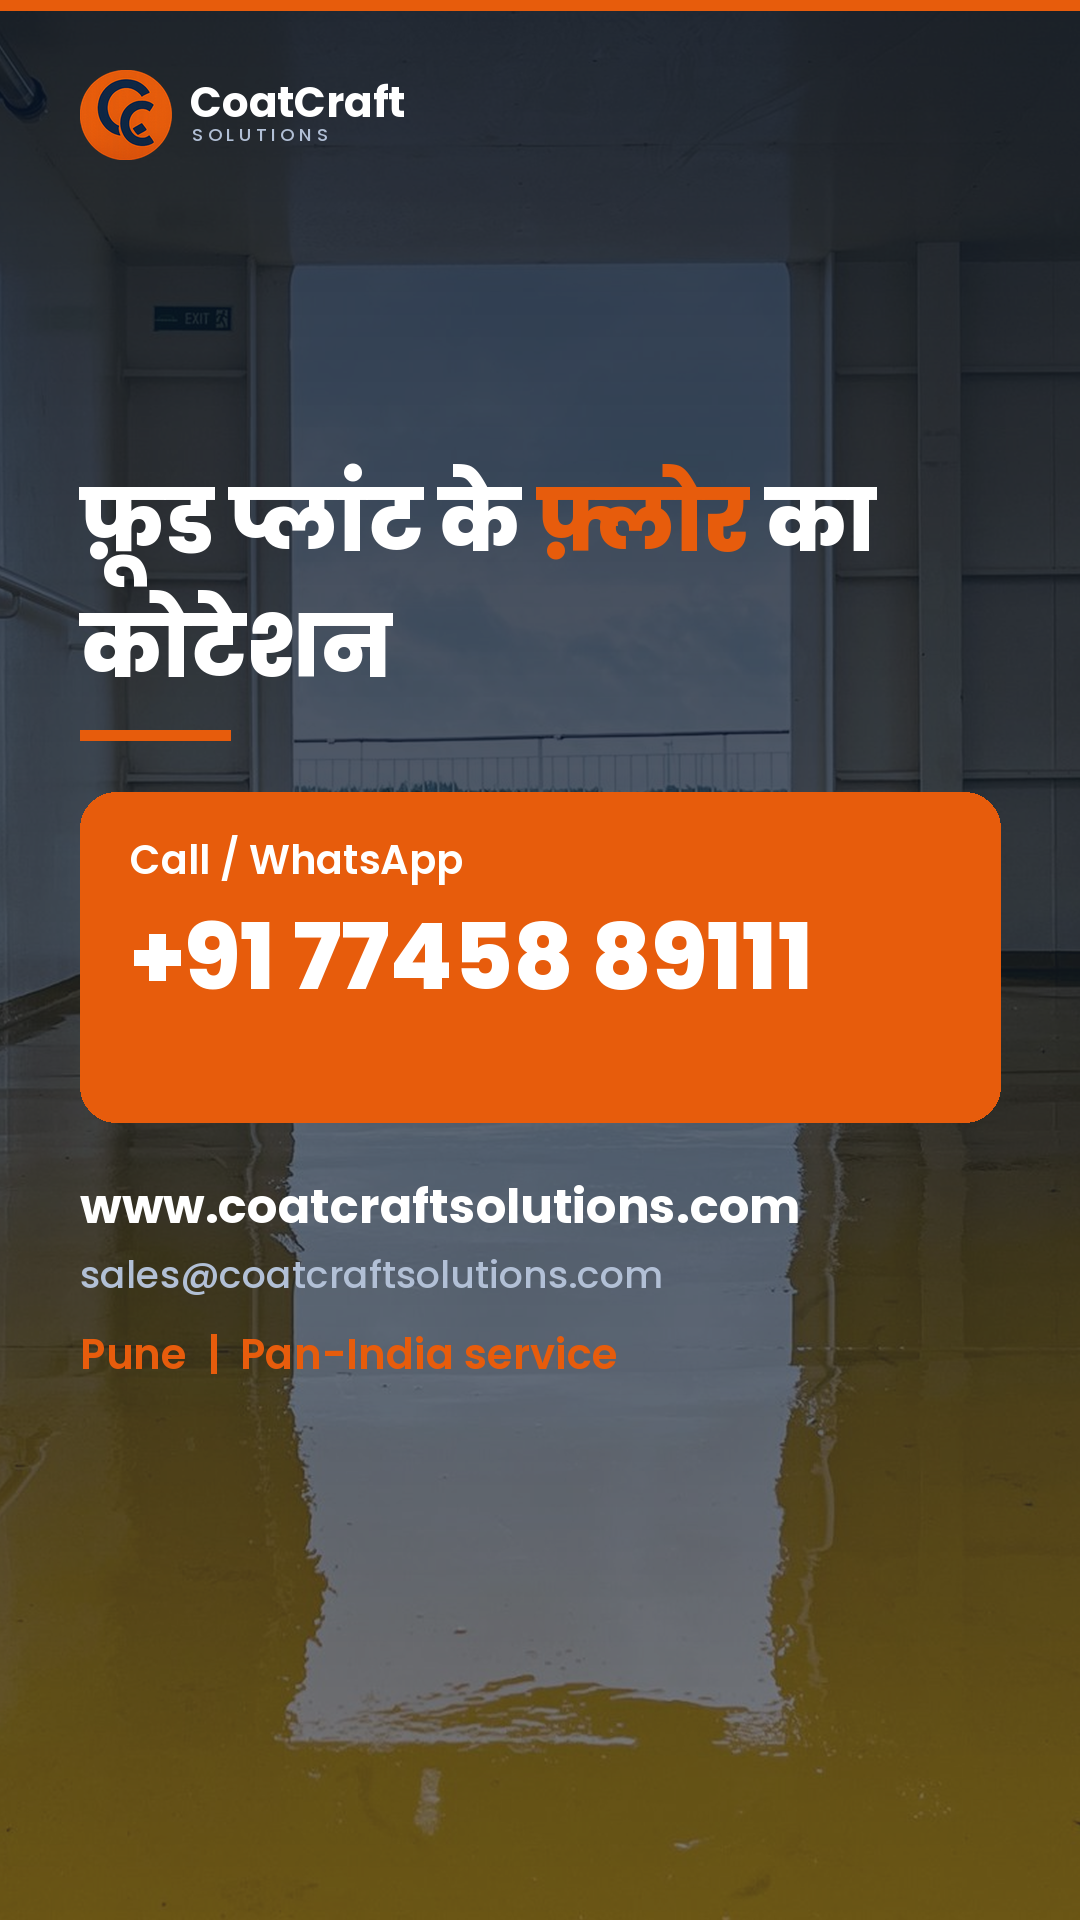 CoatCraft
SOLUTIONS
EXIT
फ़ूड प्लांट के फ़्लोर का
कोटेशन
Call / WhatsApp
+91 77458 89111
www.coatcraftsolutions.com
sales@coatcraftsolutions.com
Pune | Pan-India service